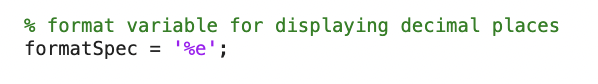 % format variable for displaying decimal places
formatSpec = '%e';